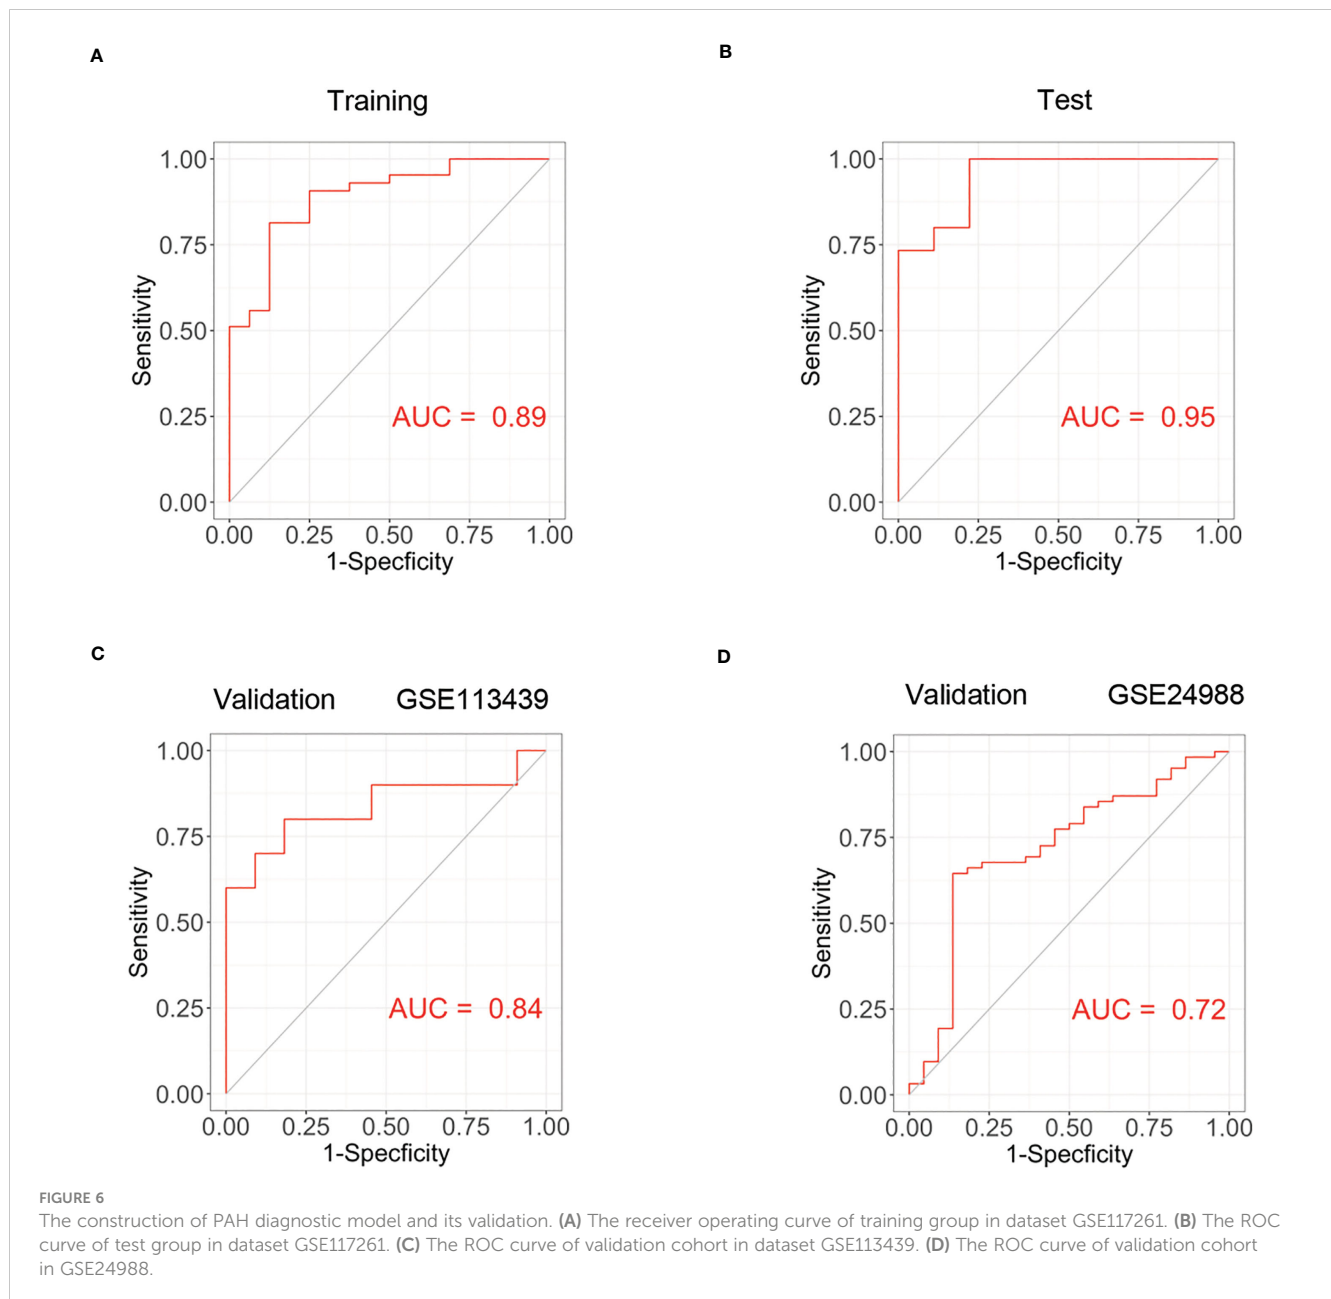 A
Training
1.00
0.75
0.50
0.25
0.00
Sensitivity
AUC = 0.89
0.00 0.25 0.50 0.75 1.00
1-Specficity
B
Test
1.00
0.75
0.50
0.25
0.00
Sensitivity
AUC = 0.95
0.00 0.25 0.50 0.75 1.00
1-Specficity
C
Validation GSE113439
1.00
0.75
0.50
0.25
0.00
Sensitivity
AUC = 0.84
0.00 0.25 0.50 0.75 1.00
1-Specficity
D
Validation GSE24988
1.00
0.75
0.50
0.25
0.00
Sensitivity
AUC = 0.72
0.00 0.25 0.50 0.75 1.00
1-Specficity
FIGURE 6
The construction of PAH diagnostic model and its validation. (A) The receiver operating curve of training group in dataset GSE117261. (B) The ROC
curve of test group in dataset GSE117261. (C) The ROC curve of validation cohort in dataset GSE113439. (D) The ROC curve of validation cohort
in GSE24988.